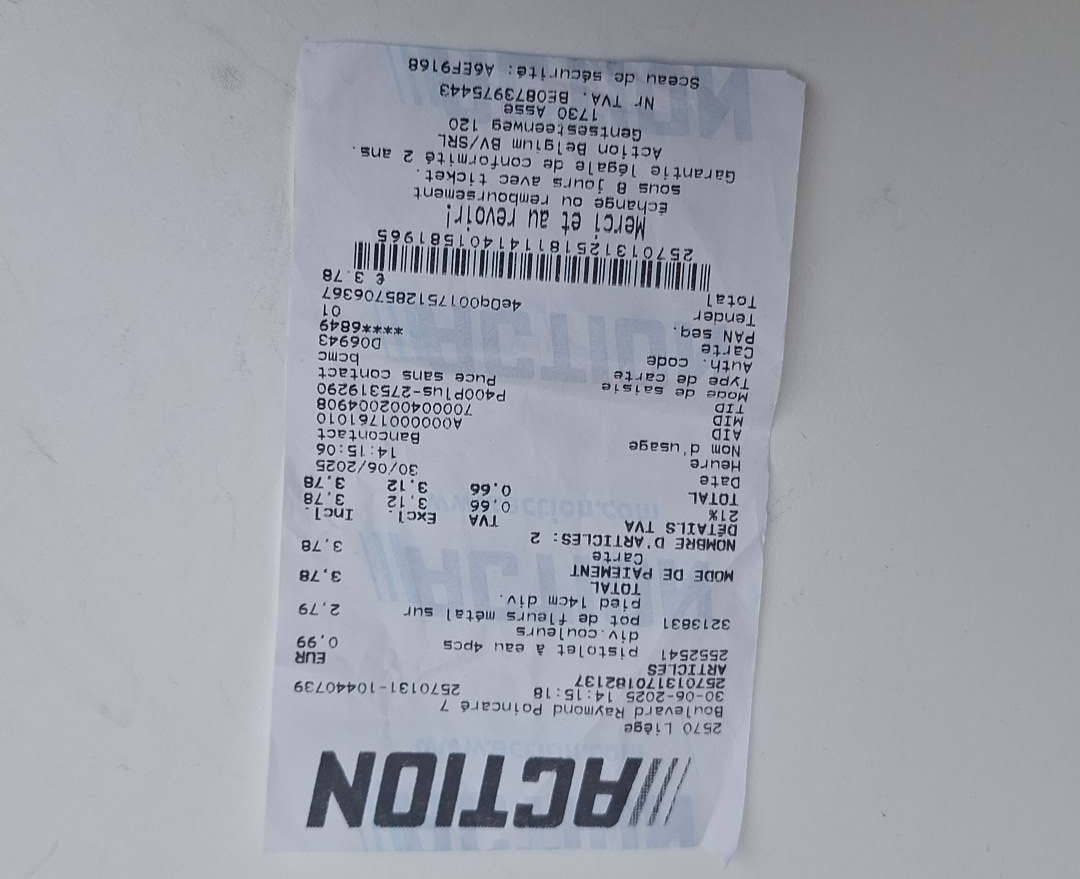 ACTION
2570 Liège
Boulevard Raymond Poincaré 7
30-06-2025 14:15:18 2570131-10440739
2570131170182137
ARTICLES EUR
2552541 pistolet à eau 4pcs 0,99
div.couleurs
3213831 pot de fleurs métal sur 2,79
pied 14cm div.
TOTAL 3,78
MODE DE PAIEMENT
Carte 3,78
NOMBRE D'ARTICLES: 2
DÉTAILS TVA TVA Excl. Incl.
21% 0,66 3,12 3,78
TOTAL 0,66 3,12 3,78
Date 30/06/2025
Heure 14:15:06
Nom d'usage Bancontact
AID A0000001761010
MID 700004002004908
TID P400Plus-275319290
Mode de saisie Puce sans contact
Type de carte bcmc
Auth. code D06943
Carte ****6849
PAN seq. 01
Tender 4eOq001751285706367
Total € 3.78
257013125181141401581965
Merci et au revoir!
Échange ou remboursement
sous 8 jours avec ticket.
Garantie légale de conformité 2 ans.
Action Belgium BV/SRL
Gentsesteenweg 120
1730 Asse
Nr TVA. BE0873975443
Sceau de sécurité: A6EF9168